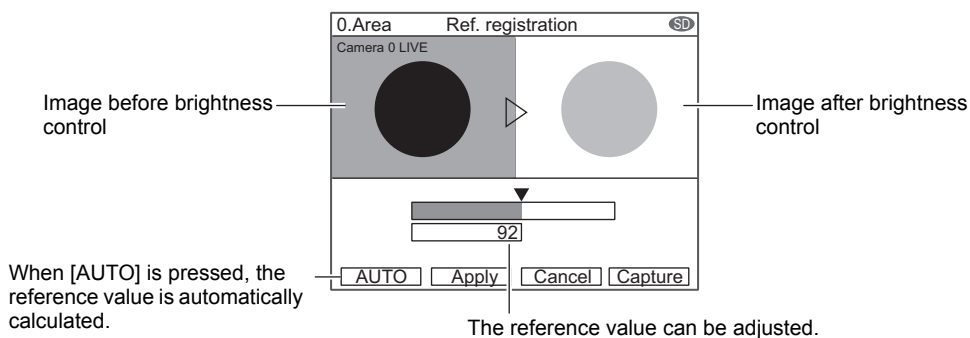 0.Area Ref. registration SD
Camera 0 LIVE
Image before brightness
control
Image after brightness
control
92
When [AUTO] is pressed, the
reference value is automatically
calculated.
AUTO Apply Cancel Capture
The reference value can be adjusted.